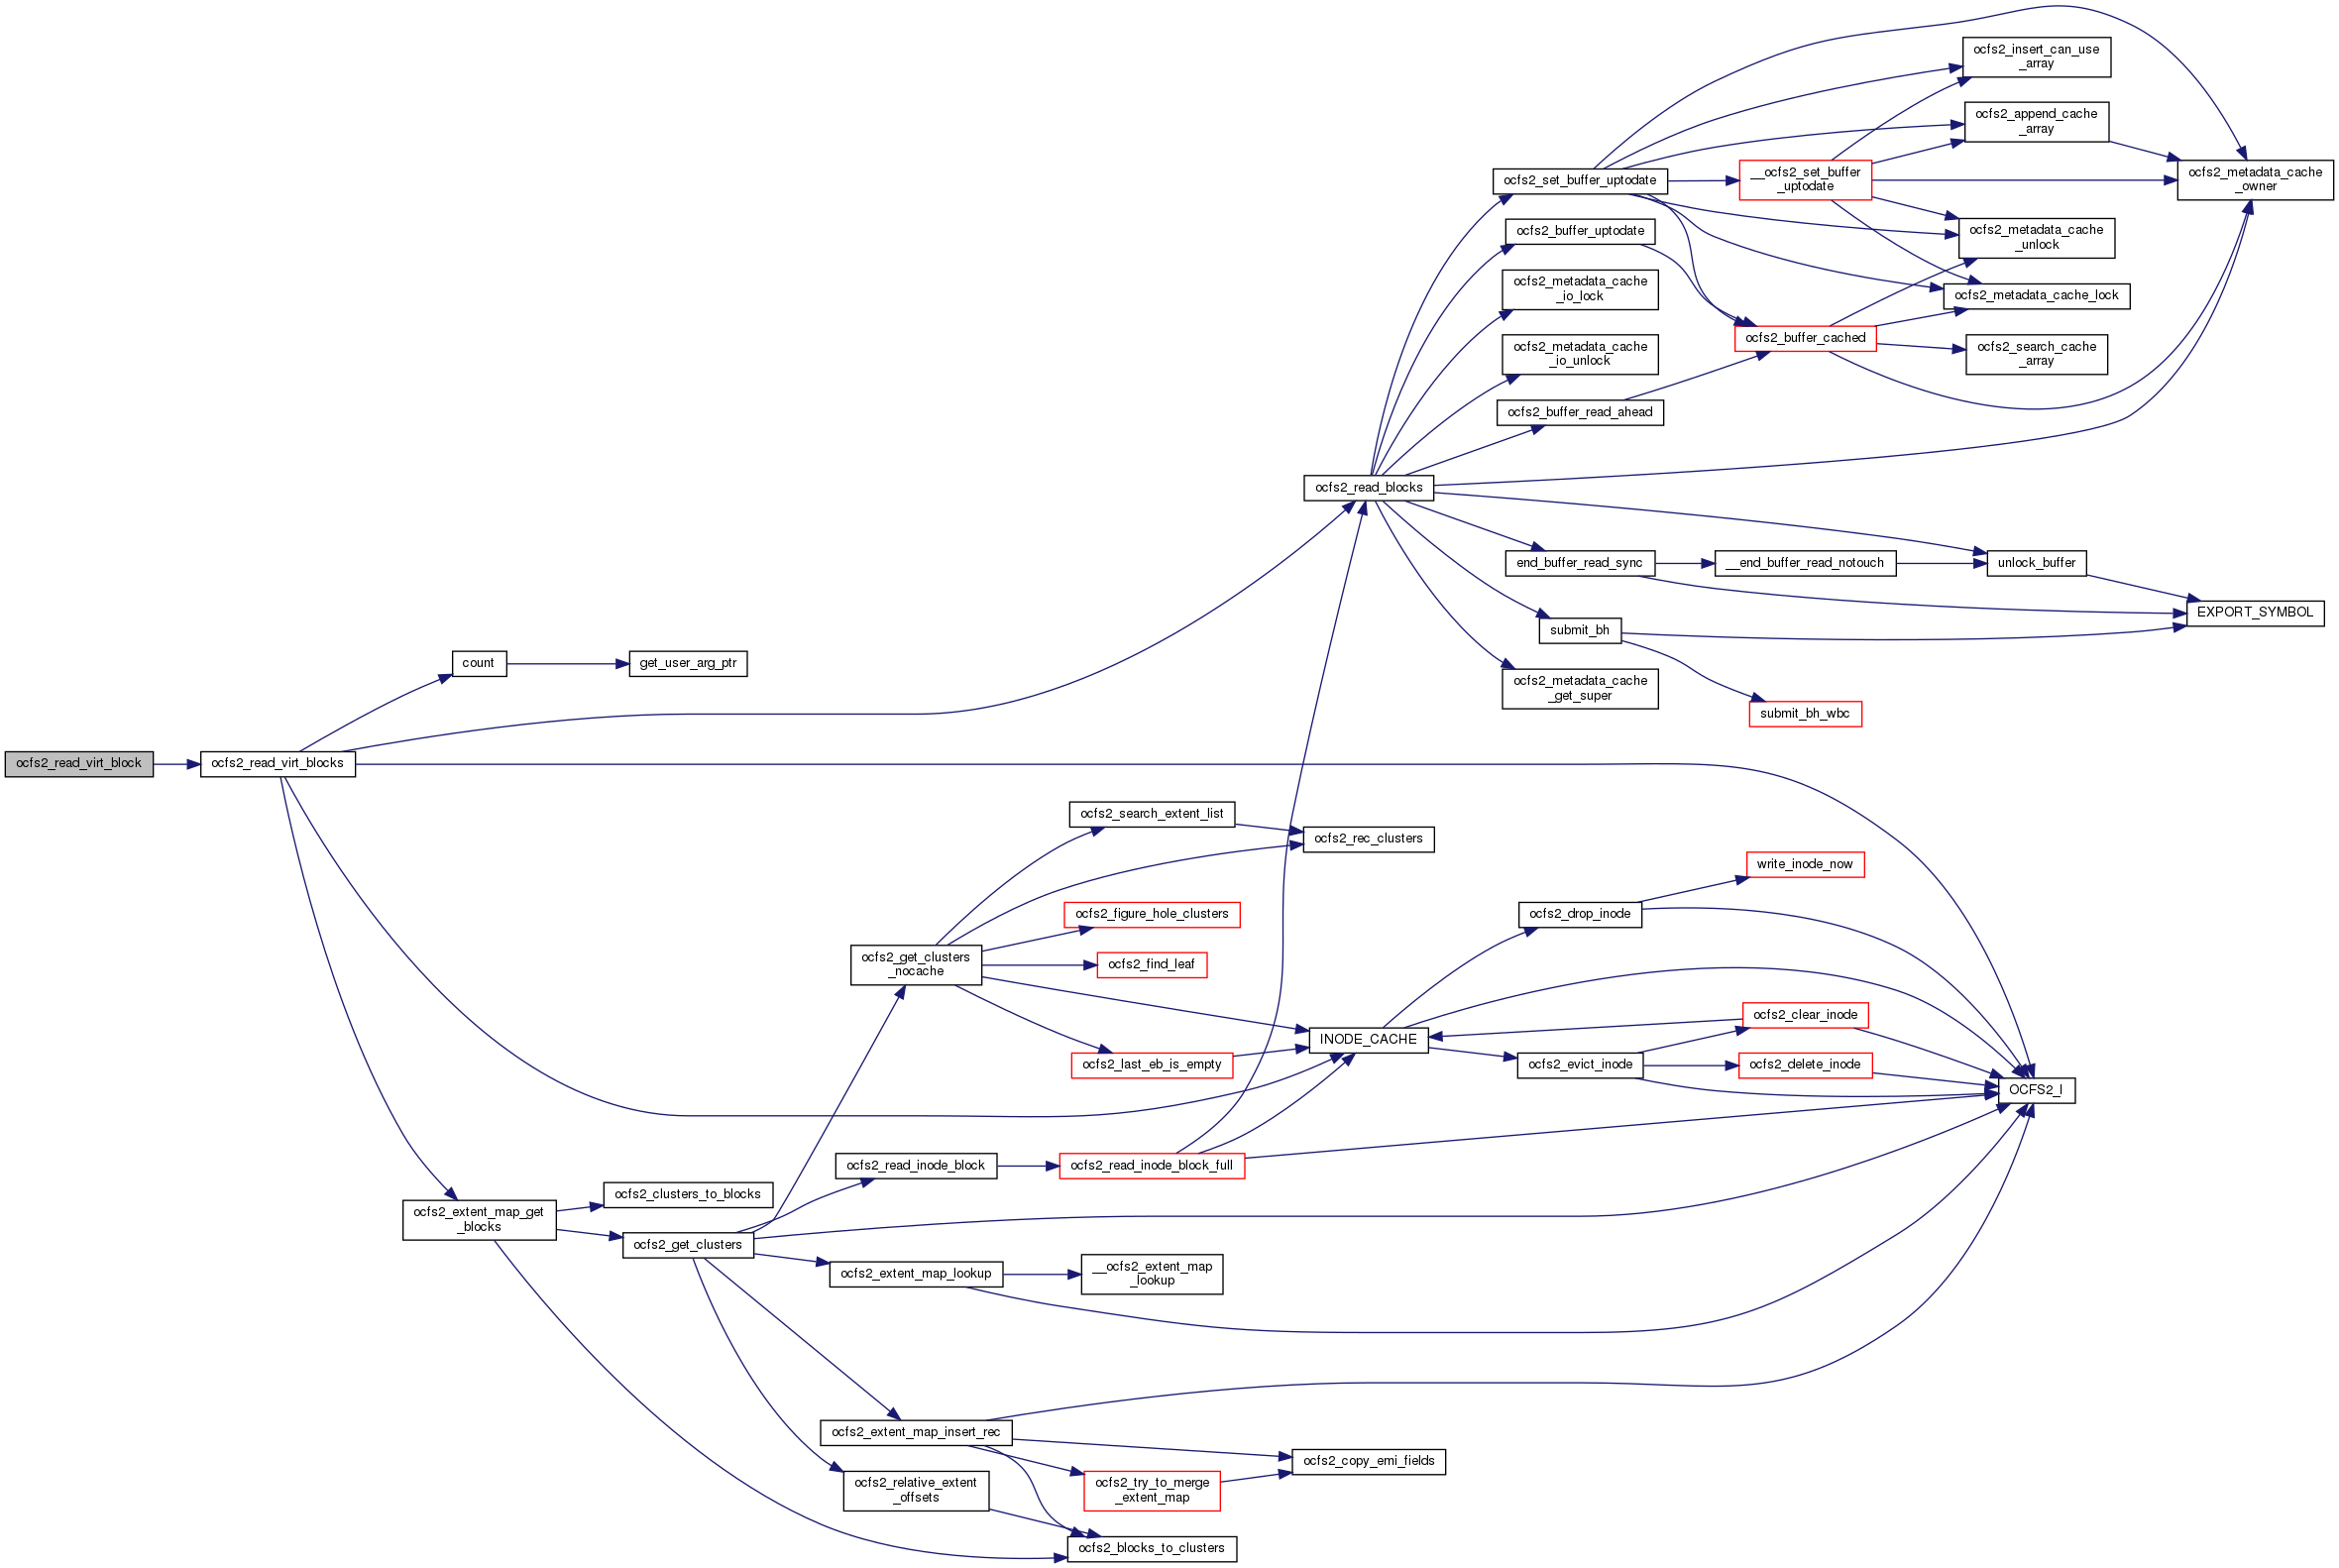 ocfs2_insert_can_use
_array
ocfs2_append_cache
_array
ocfs2_set_buffer_uptodate
__ocfs2_set_buffer
_uptodate
ocfs2_metadata_cache
_owner
ocfs2_buffer_uptodate
ocfs2_metadata_cache
_unlock
ocfs2_metadata_cache
_io_lock
ocfs2_metadata_cache_lock
ocfs2_buffer_cached
ocfs2_metadata_cache
_io_unlock
ocfs2_search_cache
_array
ocfs2_buffer_read_ahead
ocfs2_read_blocks
end_buffer_read_sync
__end_buffer_read_notouch
unlock_buffer
EXPORT_SYMBOL
submit_bh
count
get_user_arg_ptr
ocfs2_metadata_cache
_get_super
submit_bh_wbc
ocfs2_read_virt_block
ocfs2_read_virt_blocks
ocfs2_search_extent_list
ocfs2_rec_clusters
write_inode_now
ocfs2_figure_hole_clusters
ocfs2_drop_inode
ocfs2_get_clusters
_nocache
ocfs2_find_leaf
ocfs2_clear_inode
INODE_CACHE
ocfs2_last_eb_is_empty
ocfs2_evict_inode
ocfs2_delete_inode
OCFS2_I
ocfs2_read_inode_block
ocfs2_read_inode_block_full
ocfs2_clusters_to_blocks
ocfs2_extent_map_get
_blocks
ocfs2_get_clusters
ocfs2_extent_map_lookup
__ocfs2_extent_map
_lookup
ocfs2_extent_map_insert_rec
ocfs2_copy_emi_fields
ocfs2_relative_extent
_offsets
ocfs2_try_to_merge
_extent_map
ocfs2_blocks_to_clusters